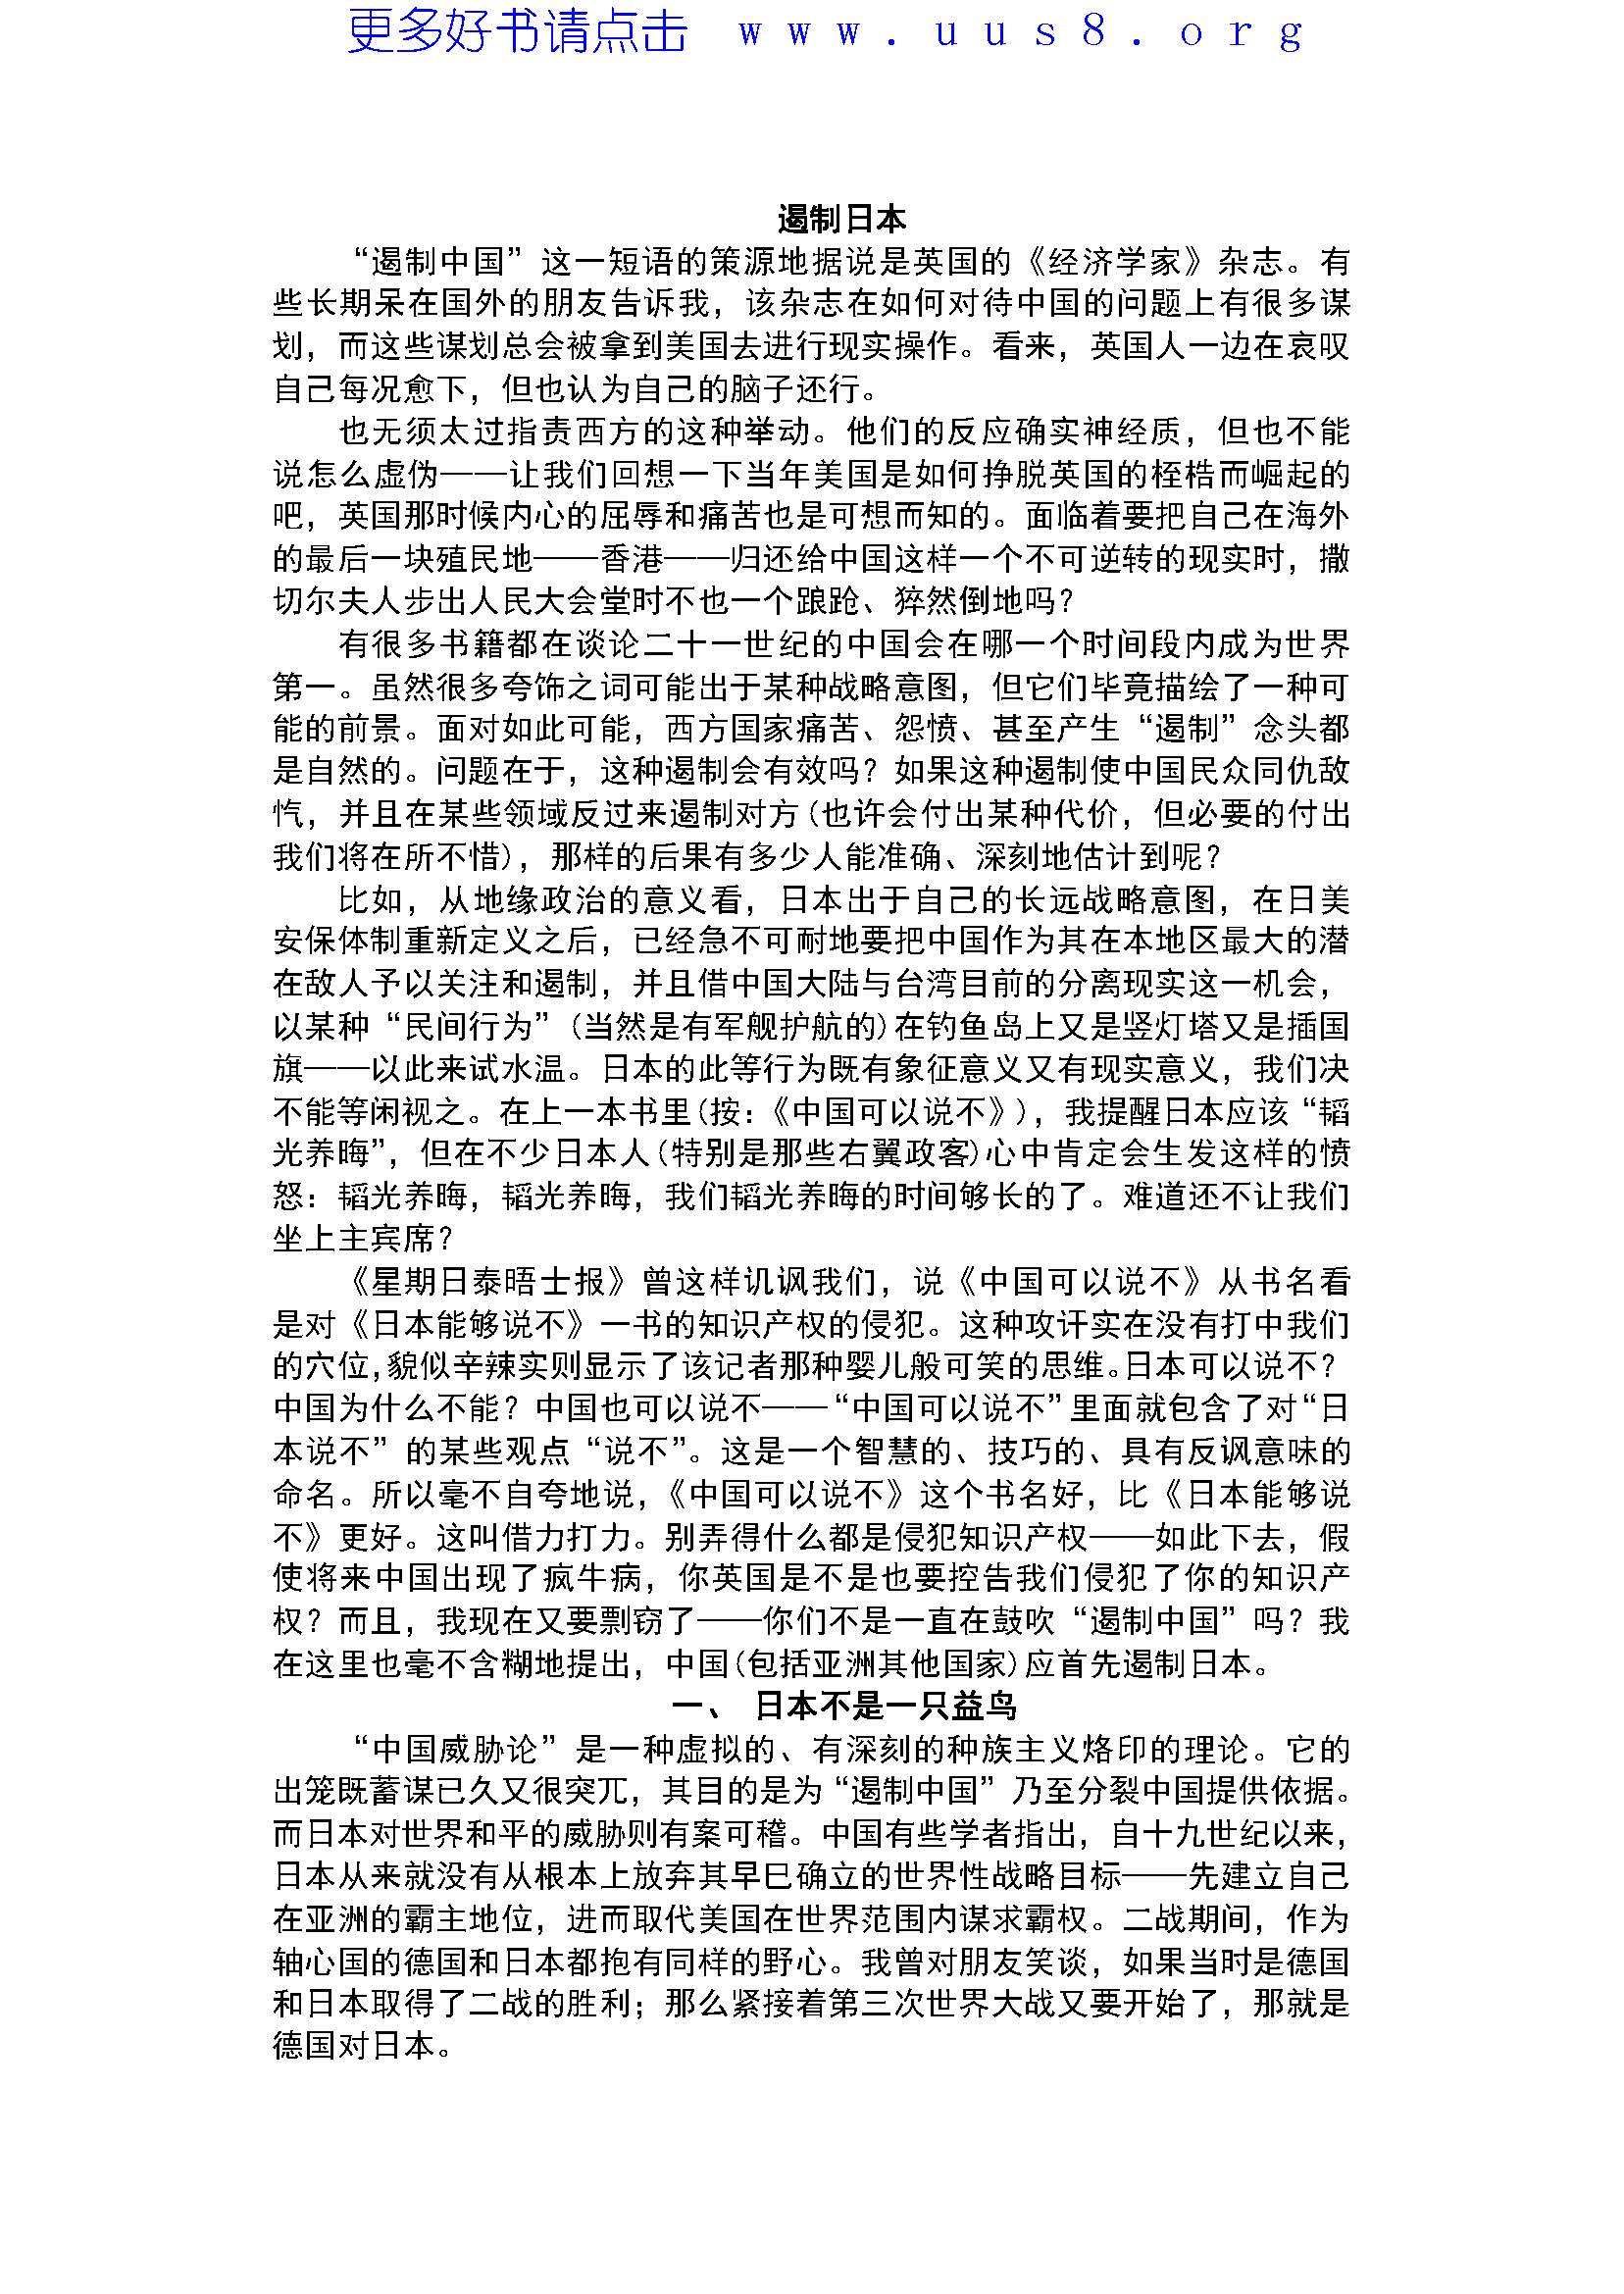 更多好书请点击 www.uus8.org
遏制日本
“遏制中国”这一短语的策源地据说是英国的《经济学家》杂志。有
些长期呆在国外的朋友告诉我，该杂志在如何对待中国的问题上有很多谋
划，而这些谋划总会被拿到美国去进行现实操作。看来，英国人一边在哀叹
自己每况愈下，但也认为自己的脑子还行。
也无须太过指责西方的这种举动。他们的反应确实神经质，但也不能
说怎么虚伪——让我们回想一下当年美国是如何挣脱英国的桎梏而崛起的
吧，英国那时候内心的屈辱和痛苦也是可想而知的。面临着要把自己在海外
的最后一块殖民地——香港——归还给中国这样一个不可逆转的现实时，撒
切尔夫人步出人民大会堂时不也一个踉跄、猝然倒地吗？
有很多书籍都在谈论二十一世纪的中国会在哪一个时间段内成为世界
第一。虽然很多夸饰之词可能出于某种战略意图，但它们毕竟描绘了一种可
能的前景。面对如此可能，西方国家痛苦、怨愤、甚至产生“遏制”念头都
是自然的。问题在于，这种遏制会有效吗？如果这种遏制使中国民众同仇敌
忾，并且在某些领域反过来遏制对方(也许会付出某种代价，但必要的付出
我们将在所不惜)，那样的后果有多少人能准确、深刻地估计到呢？
比如，从地缘政治的意义看，日本出于自己的长远战略意图，在日美
安保体制重新定义之后，已经急不可耐地要把中国作为其在本地区最大的潜
在敌人予以关注和遏制，并且借中国大陆与台湾目前的分离现实这一机会，
以某种“民间行为”(当然是有军舰护航的)在钓鱼岛上又是竖灯塔又是插国
旗——以此来试水温。日本的此等行为既有象征意义又有现实意义，我们决
不能等闲视之。在上一本书里(按：《中国可以说不》)，我提醒日本应该“韬
光养晦”，但在不少日本人(特别是那些右翼政客)心中肯定会生发这样的愤
怒：韬光养晦，韬光养晦，我们韬光养晦的时间够长的了。难道还不让我们
坐上主宾席？
《星期日泰晤士报》曾这样讥讽我们，说《中国可以说不》从书名看
是对《日本能够说不》一书的知识产权的侵犯。这种攻讦实在没有打中我们
的穴位，貌似辛辣实则显示了该记者那种婴儿般可笑的思维。日本可以说不？
中国为什么不能？中国也可以说不——“中国可以说不”里面就包含了对“日
本说不”的某些观点“说不”。这是一个智慧的、技巧的、具有反讽意味的
命名。所以毫不自夸地说，《中国可以说不》这个书名好，比《日本能够说
不》更好。这叫借力打力。别弄得什么都是侵犯知识产权——如此下去，假
使将来中国出现了疯牛病，你英国是不是也要控告我们侵犯了你的知识产
权？而且，我现在又要剽窃了——你们不是一直在鼓吹“遏制中国”吗？我
在这里也毫不含糊地提出，中国(包括亚洲其他国家)应首先遏制日本。
一、 日本不是一只益鸟
“中国威胁论”是一种虚拟的、有深刻的种族主义烙印的理论。它的
出笼既蓄谋已久又很突兀，其目的是为“遏制中国”乃至分裂中国提供依据。
而日本对世界和平的威胁则有案可稽。中国有些学者指出，自十九世纪以来，
日本从来就没有从根本上放弃其早已确立的世界性战略目标——先建立自己
在亚洲的霸主地位，进而取代美国在世界范围内谋求霸权。二战期间，作为
轴心国的德国和日本都抱有同样的野心。我曾对朋友笑谈，如果当时是德国
和日本取得了二战的胜利；那么紧接着第三次世界大战又要开始了，那就是
德国对日本。